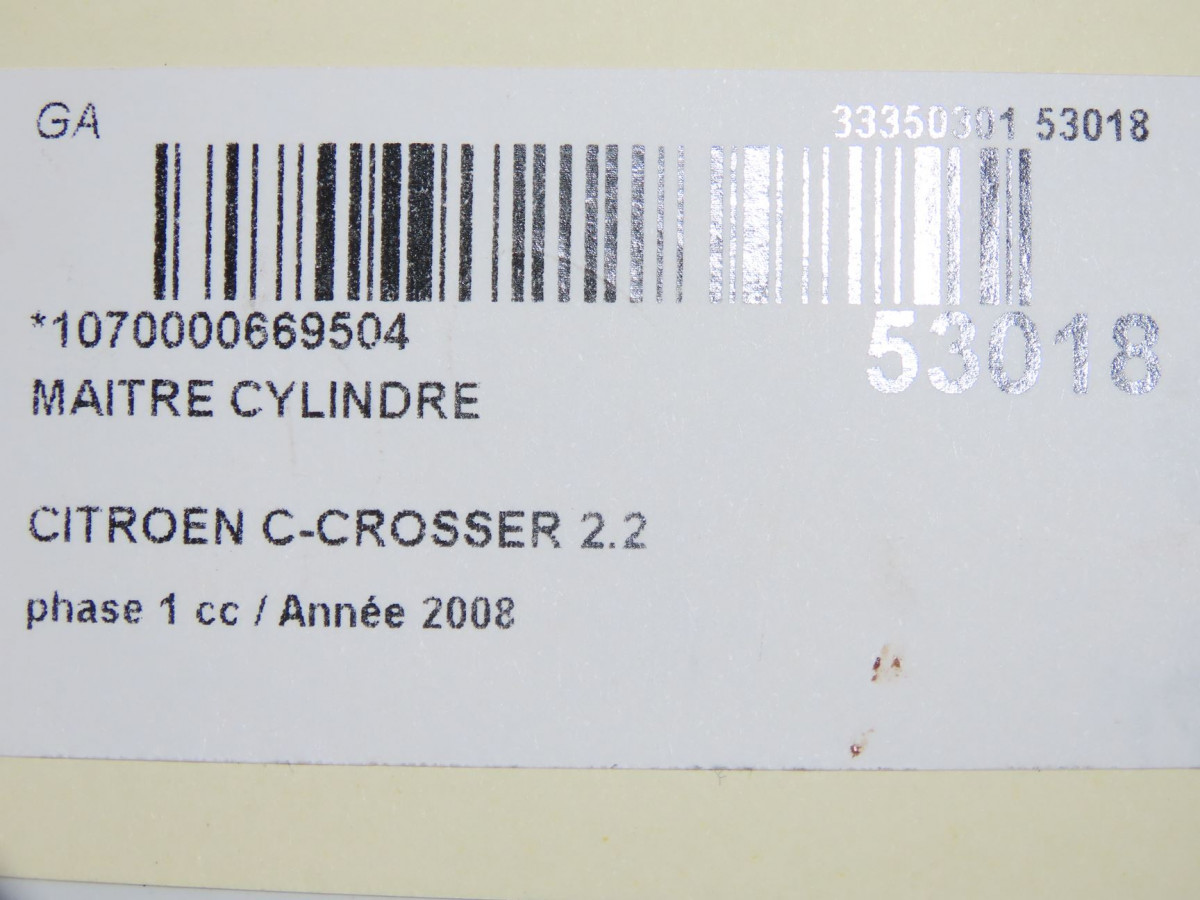 GA
33350301 53018
*1070000669504
53018
MAITRE CYLINDRE
CITROEN C-CROSSER 2.2
phase 1 cc / Année 2008